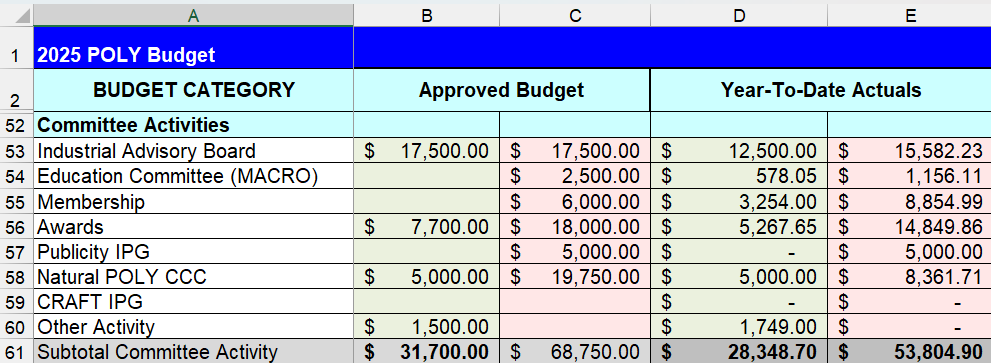 A B C D E
1 2025 POLY Budget
2 BUDGET CATEGORY Approved Budget Year-To-Date Actuals
52 Committee Activities
53 Industrial Advisory Board $ 17,500.00 $ 17,500.00 $ 12,500.00 $ 15,582.23
54 Education Committee (MACRO) $ 2,500.00 $ 578.05 $ 1,156.11
55 Membership $ 6,000.00 $ 3,254.00 $ 8,854.99
56 Awards $ 7,700.00 $ 18,000.00 $ 5,267.65 $ 14,849.86
57 Publicity IPG $ 5,000.00 $ - $ 5,000.00
58 Natural POLY CCC $ 5,000.00 $ 19,750.00 $ 5,000.00 $ 8,361.71
59 CRAFT IPG $ - $ -
60 Other Activity $ 1,500.00 $ 1,749.00 $ -
61 Subtotal Committee Activity $ 31,700.00 $ 68,750.00 $ 28,348.70 $ 53,804.90